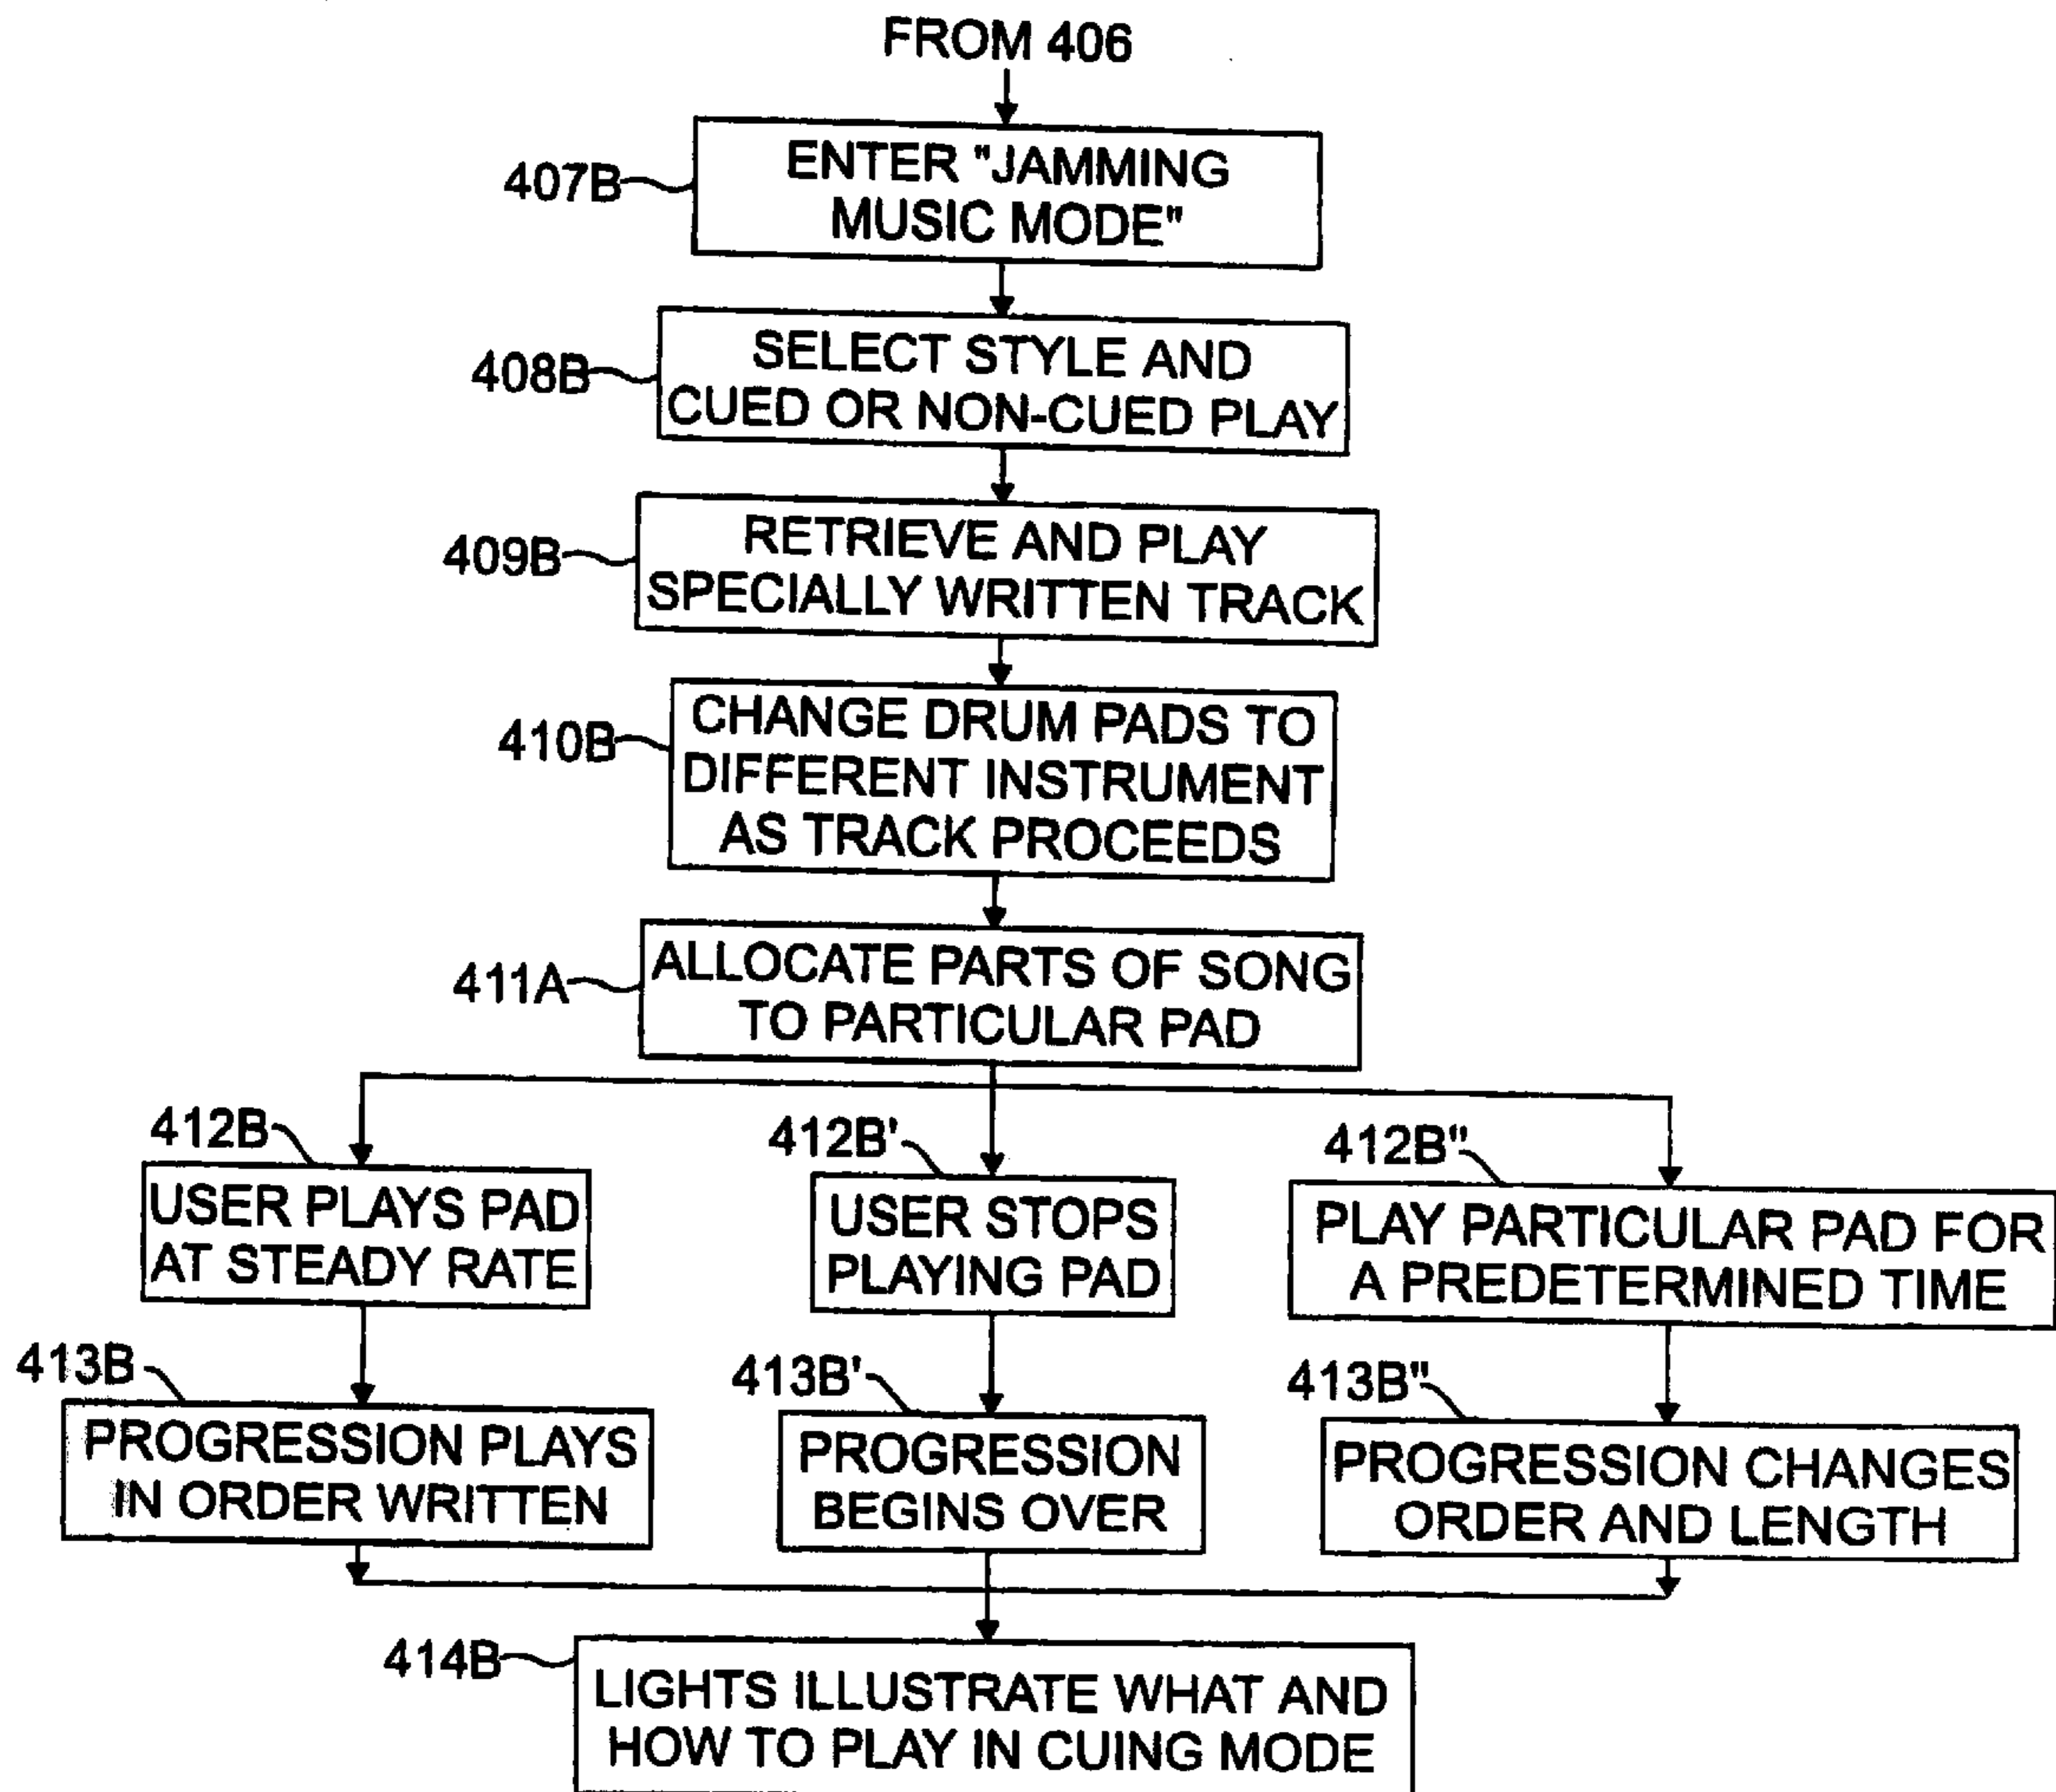 FROM 406
407B
ENTER "JAMMING
MUSIC MODE"
408B
SELECT STYLE AND
CUED OR NON-CUED PLAY
409B
RETRIEVE AND PLAY
SPECIALLY WRITTEN TRACK
410B
CHANGE DRUM PADS TO
DIFFERENT INSTRUMENT
AS TRACK PROCEEDS
411A
ALLOCATE PARTS OF SONG
TO PARTICULAR PAD
412B
USER PLAYS PAD
AT STEADY RATE
412B'
USER STOPS
PLAYING PAD
412B"
PLAY PARTICULAR PAD FOR
A PREDETERMINED TIME
413B
PROGRESSION PLAYS
IN ORDER WRITTEN
413B'
PROGRESSION
BEGINS OVER
413B"
PROGRESSION CHANGES
ORDER AND LENGTH
414B
LIGHTS ILLUSTRATE WHAT AND
HOW TO PLAY IN CUING MODE